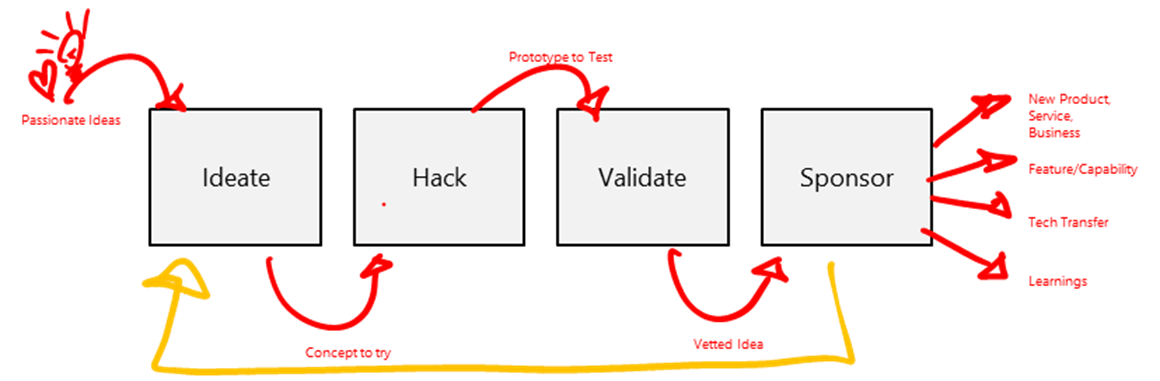 Prototype to Test
Passionate Ideas
Ideate
Hack
Validate
Sponsor
New Product,
Service,
Business
Feature/Capability
Tech Transfer
Learnings
Concept to try
Vetted Idea